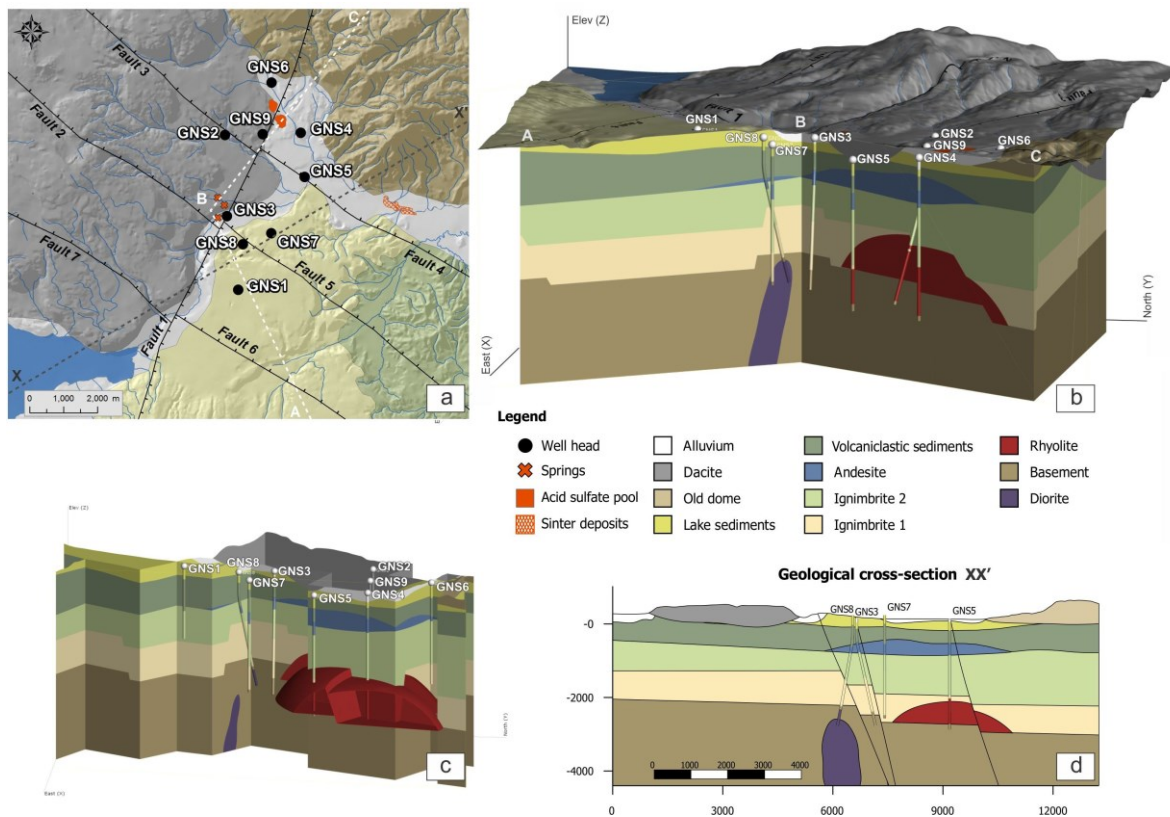 C
Fault 3
GNS6
X'
Fault 2
GNS2
GNS9
GNS4
GNS5
B
GNS3
Fault 7
GNS8
GNS7
Fault 4
GNS1
Fault 5
Fault 1
Fault 6
X
A
0 1,000 2,000 m
a
Elev (Z)
A
GNS1
B
GNS8
GNS7
GNS3
GNS2
GNS9
GNS6
GNS5
GNS4
C
East (X)
North (Y)
b
Legend
Well head
Springs
Acid sulfate pool
Sinter deposits
Alluvium
Dacite
Old dome
Lake sediments
Volcaniclastic sediments
Andesite
Ignimbrite 2
Ignimbrite 1
Rhyolite
Basement
Diorite
Elev (Z)
GNS1
GNS8
GNS7
GNS3
GNS2
GNS9
GNS4
GNS5
GNS6
East (X)
North (Y)
c
Geological cross-section XX'
GNS8
GNS3
GNS7
GNS5
-0
-2000
-4000
0 1000 2000 3000 4000
0 3000 6000 9000 12000
d